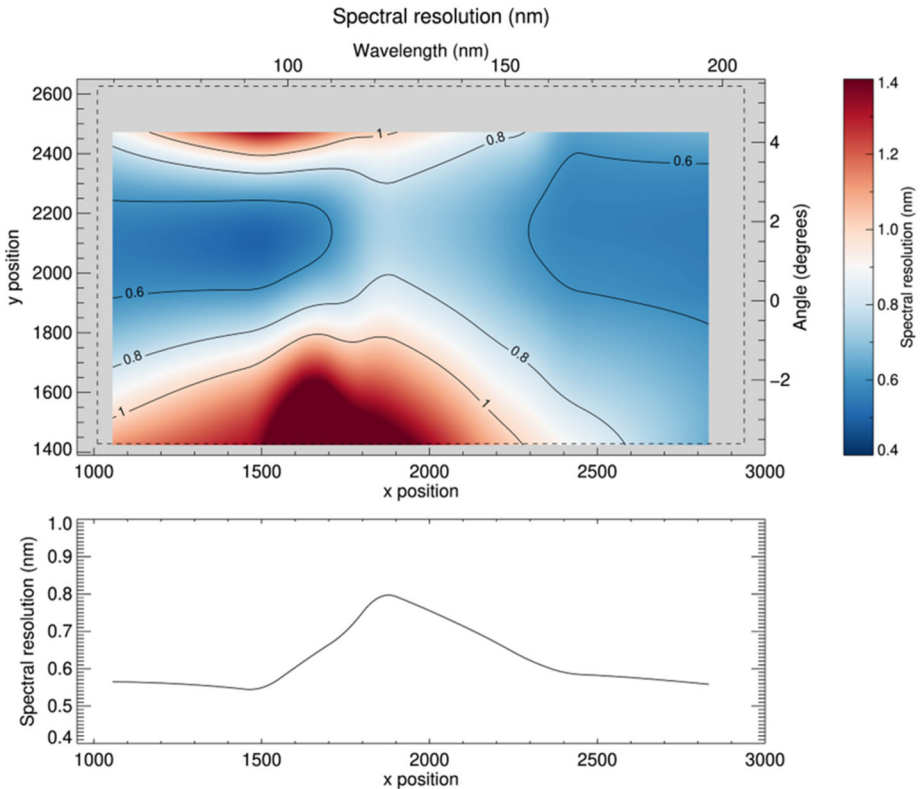 Spectral resolution (nm)
Wavelength (nm)
100 150 200
2600
2400
2200
2000
1800
1600
1400
y position
1 0.8 0.6
0.6
0.8 0.8
1 1
4
2
0
−2
Angle (degrees)
1.4
1.2
1.0
0.8
0.6
0.4
Spectral resolution (nm)
1000 1500 2000 2500 3000
x position
1.0
0.9
0.8
0.7
0.6
0.5
0.4
Spectral resolution (nm)
1000 1500 2000 2500 3000
x position